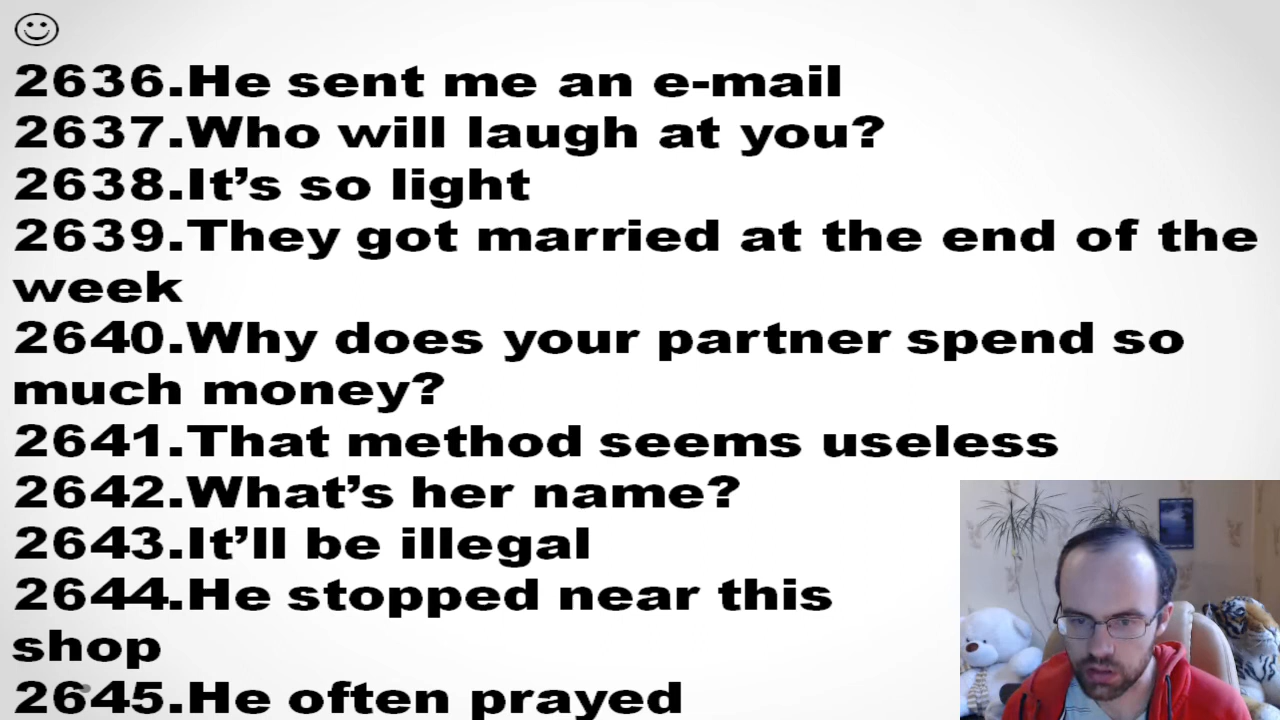 2636.He sent me an e-mail
2637.Who will laugh at you?
2638.It’s so light
2639.They got married at the end of the
week
2640.Why does your partner spend so
much money?
2641.That method seems useless
2642.What’s her name?
2643.It’ll be illegal
2644.He stopped near this
shop
2645.He often prayed